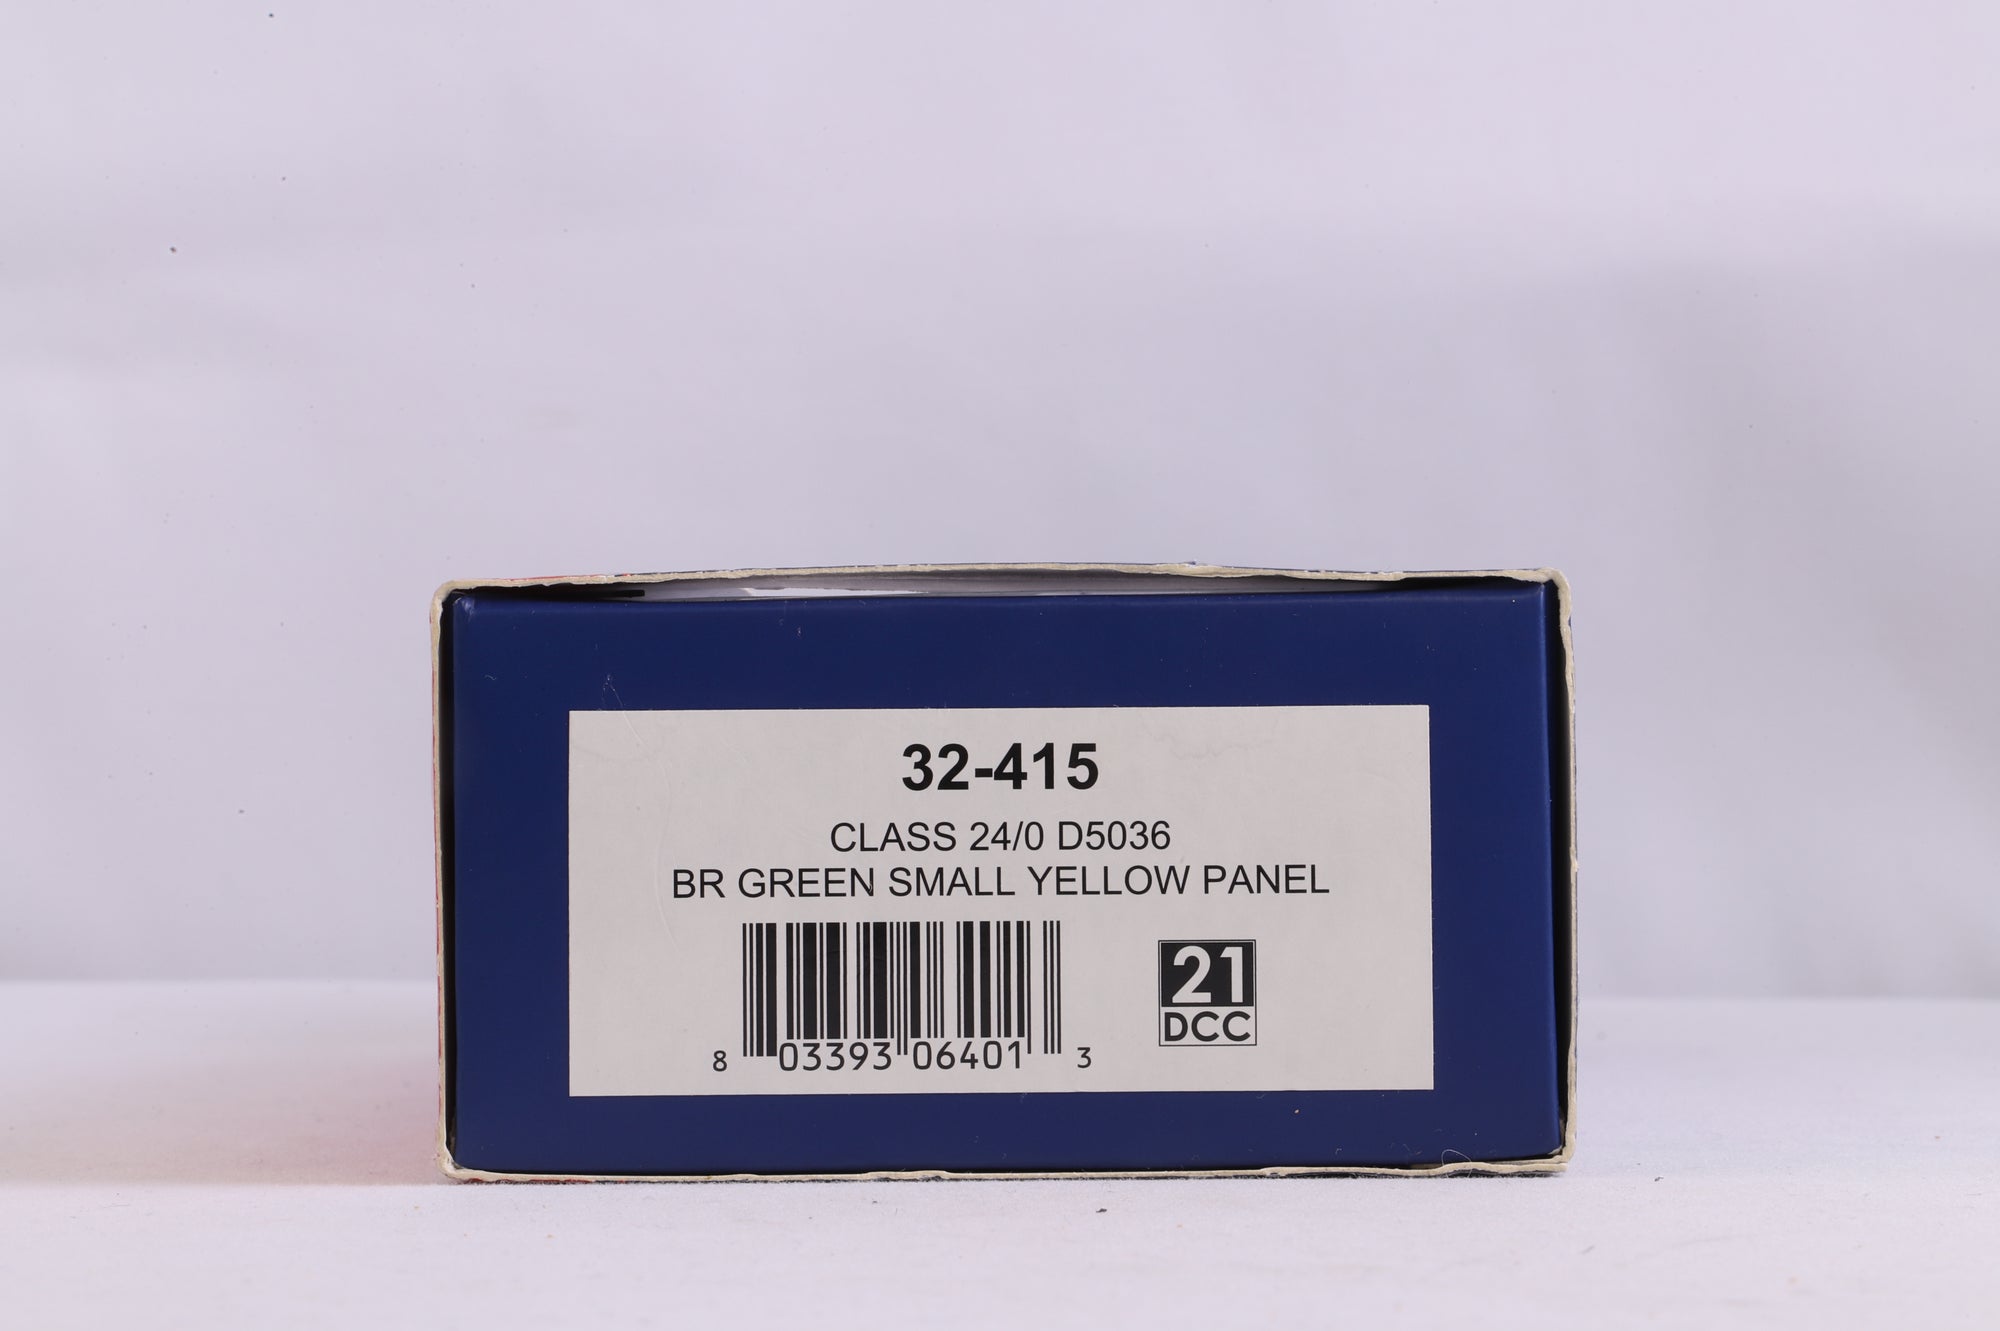 32-415
CLASS 24/0 D5036
BR GREEN SMALL YELLOW PANEL
8 03393 06401 3
21
DCC